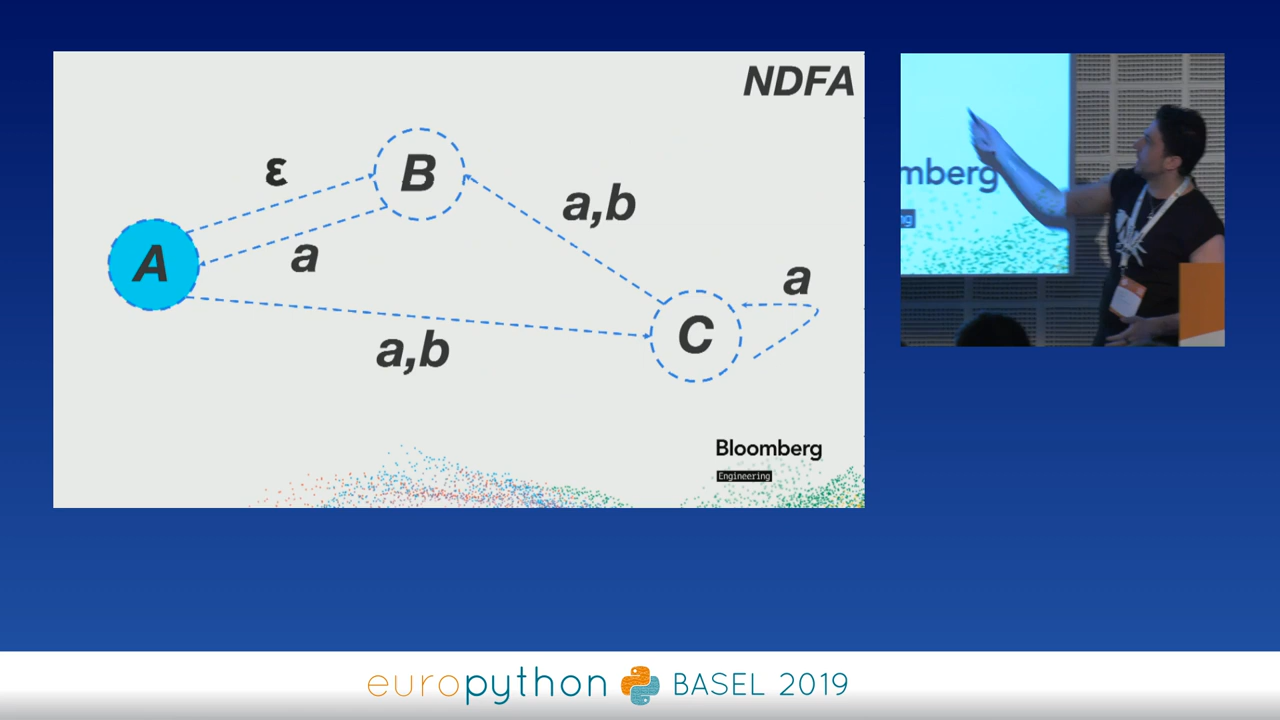 NDFA
ε
B
a,b
A
a
a
C
a,b
Bloomberg
Engineering
mberg
europython BASEL 2019